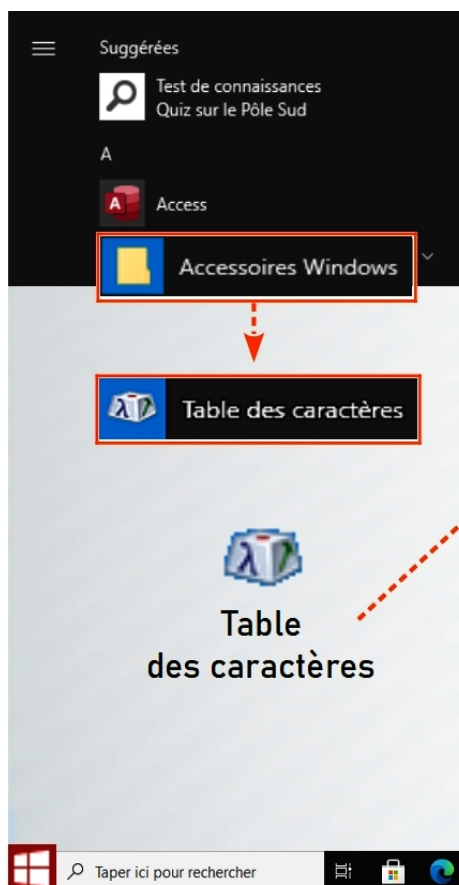 Suggérées
Test de connaissances
Quiz sur le Pôle Sud
A
Access
Accessoires Windows
Table des caractères
Table
des caractères
Taper ici pour rechercher